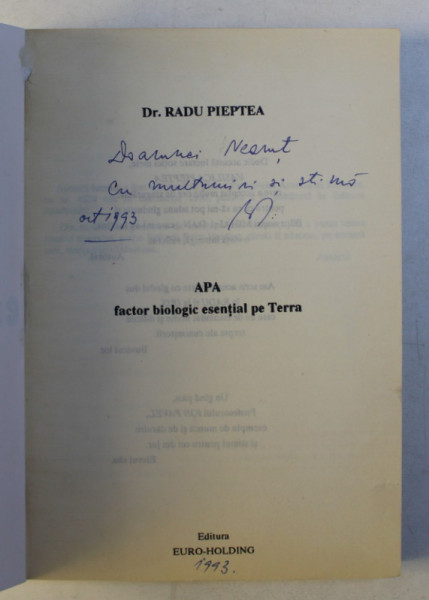 Dr. RADU PIEPTEA
Doamnei Neamț
cu mulțumiri și stimă
oct 1993
APA
factor biologic esențial pe Terra
Editura
EURO-HOLDING
1993.